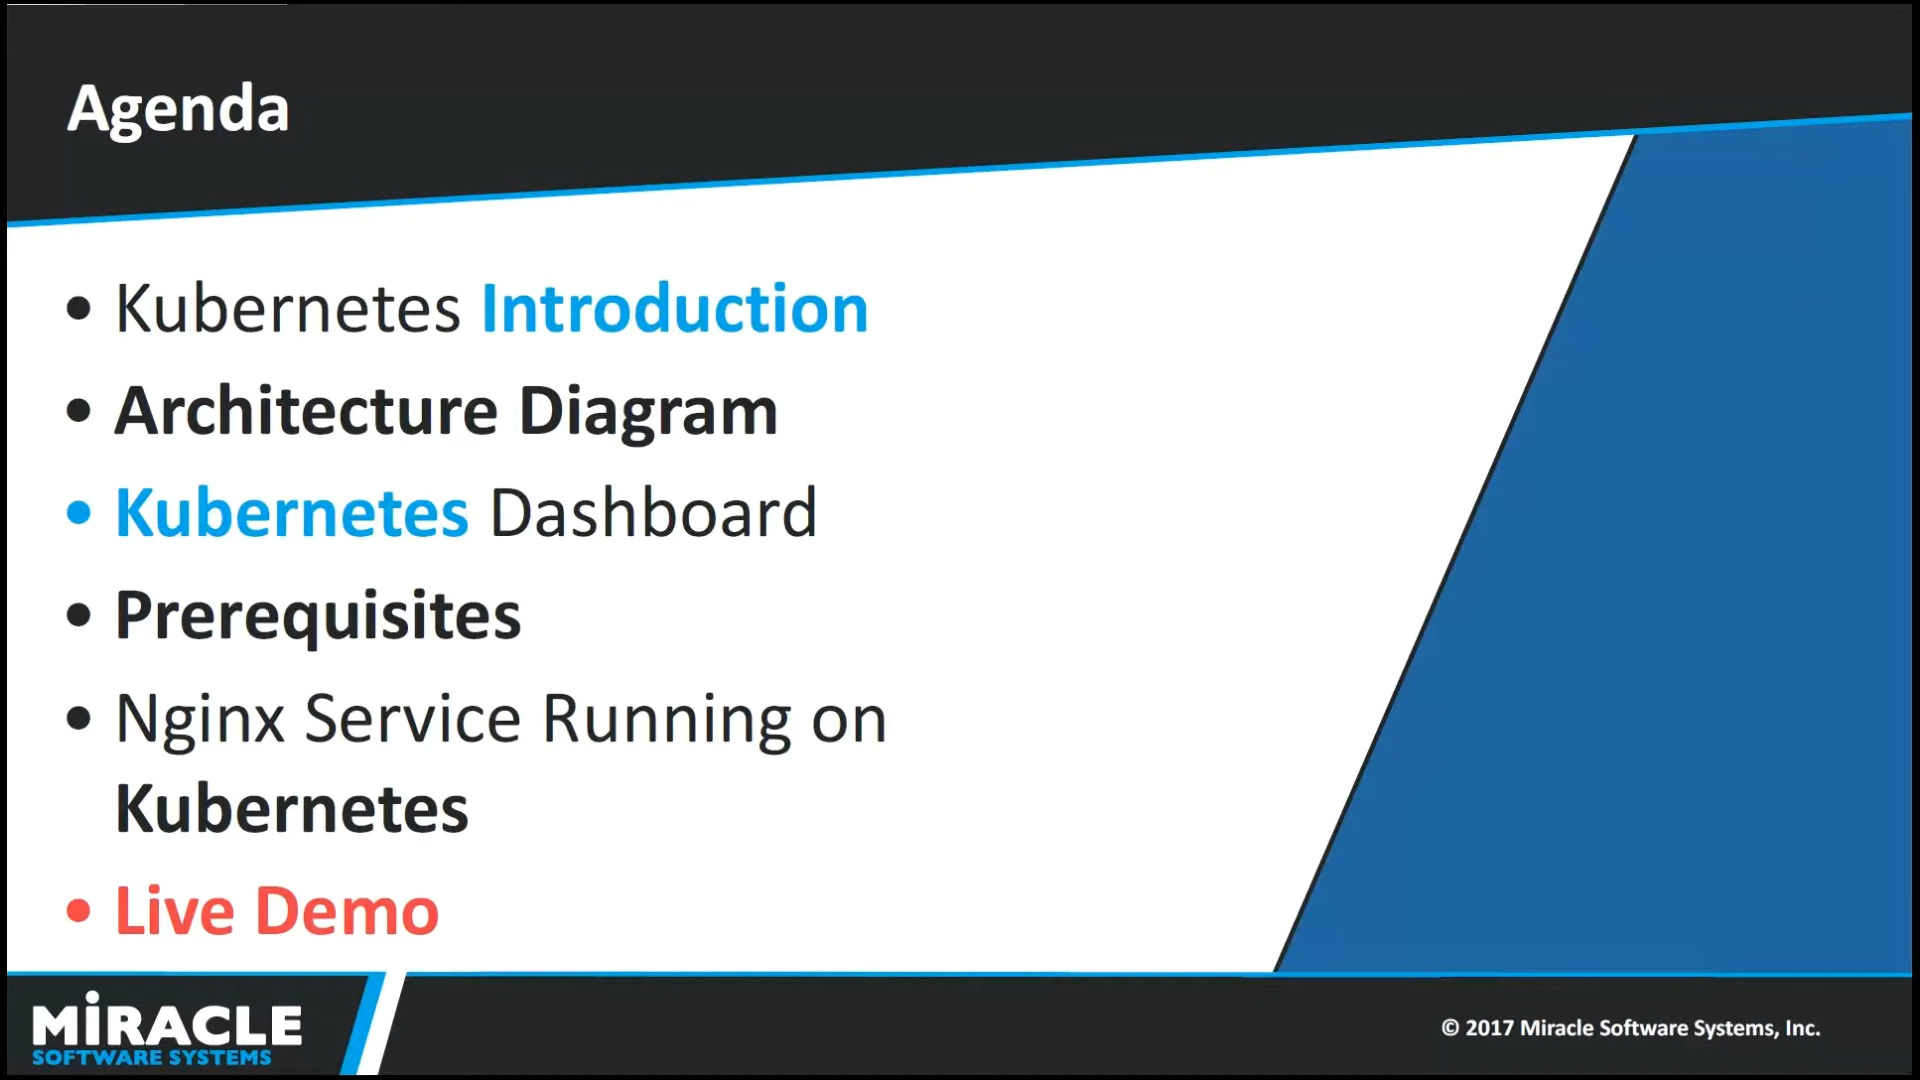 Agenda
• Kubernetes Introduction
• Architecture Diagram
• Kubernetes Dashboard
• Prerequisites
• Nginx Service Running on
Kubernetes
• Live Demo
MiRACLE
SOFTWARE SYSTEMS
© 2017 Miracle Software Systems, Inc.